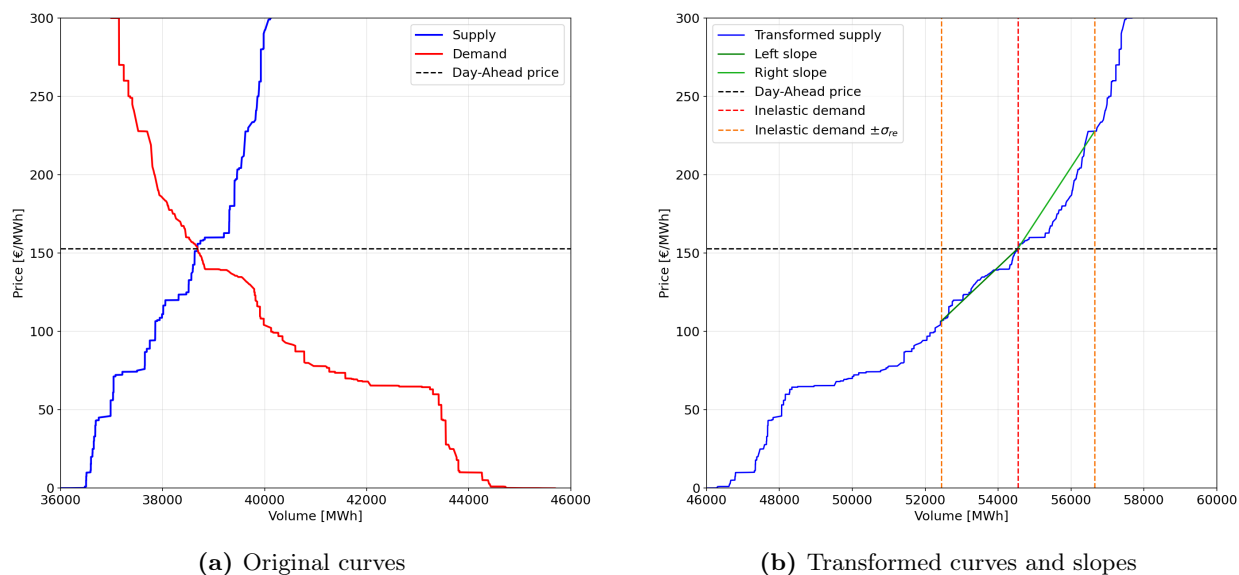 300
250
200
150
100
50
0
Price [€/MWh]
36000 38000 40000 42000 44000 46000
Volume [MWh]
Supply
Demand
Day-Ahead price
(a) Original curves
300
250
200
150
100
50
0
Price [€/MWh]
46000 48000 50000 52000 54000 56000 58000 60000
Volume [MWh]
Transformed supply
Left slope
Right slope
Day-Ahead price
Inelastic demand
Inelastic demand ±σre
(b) Transformed curves and slopes